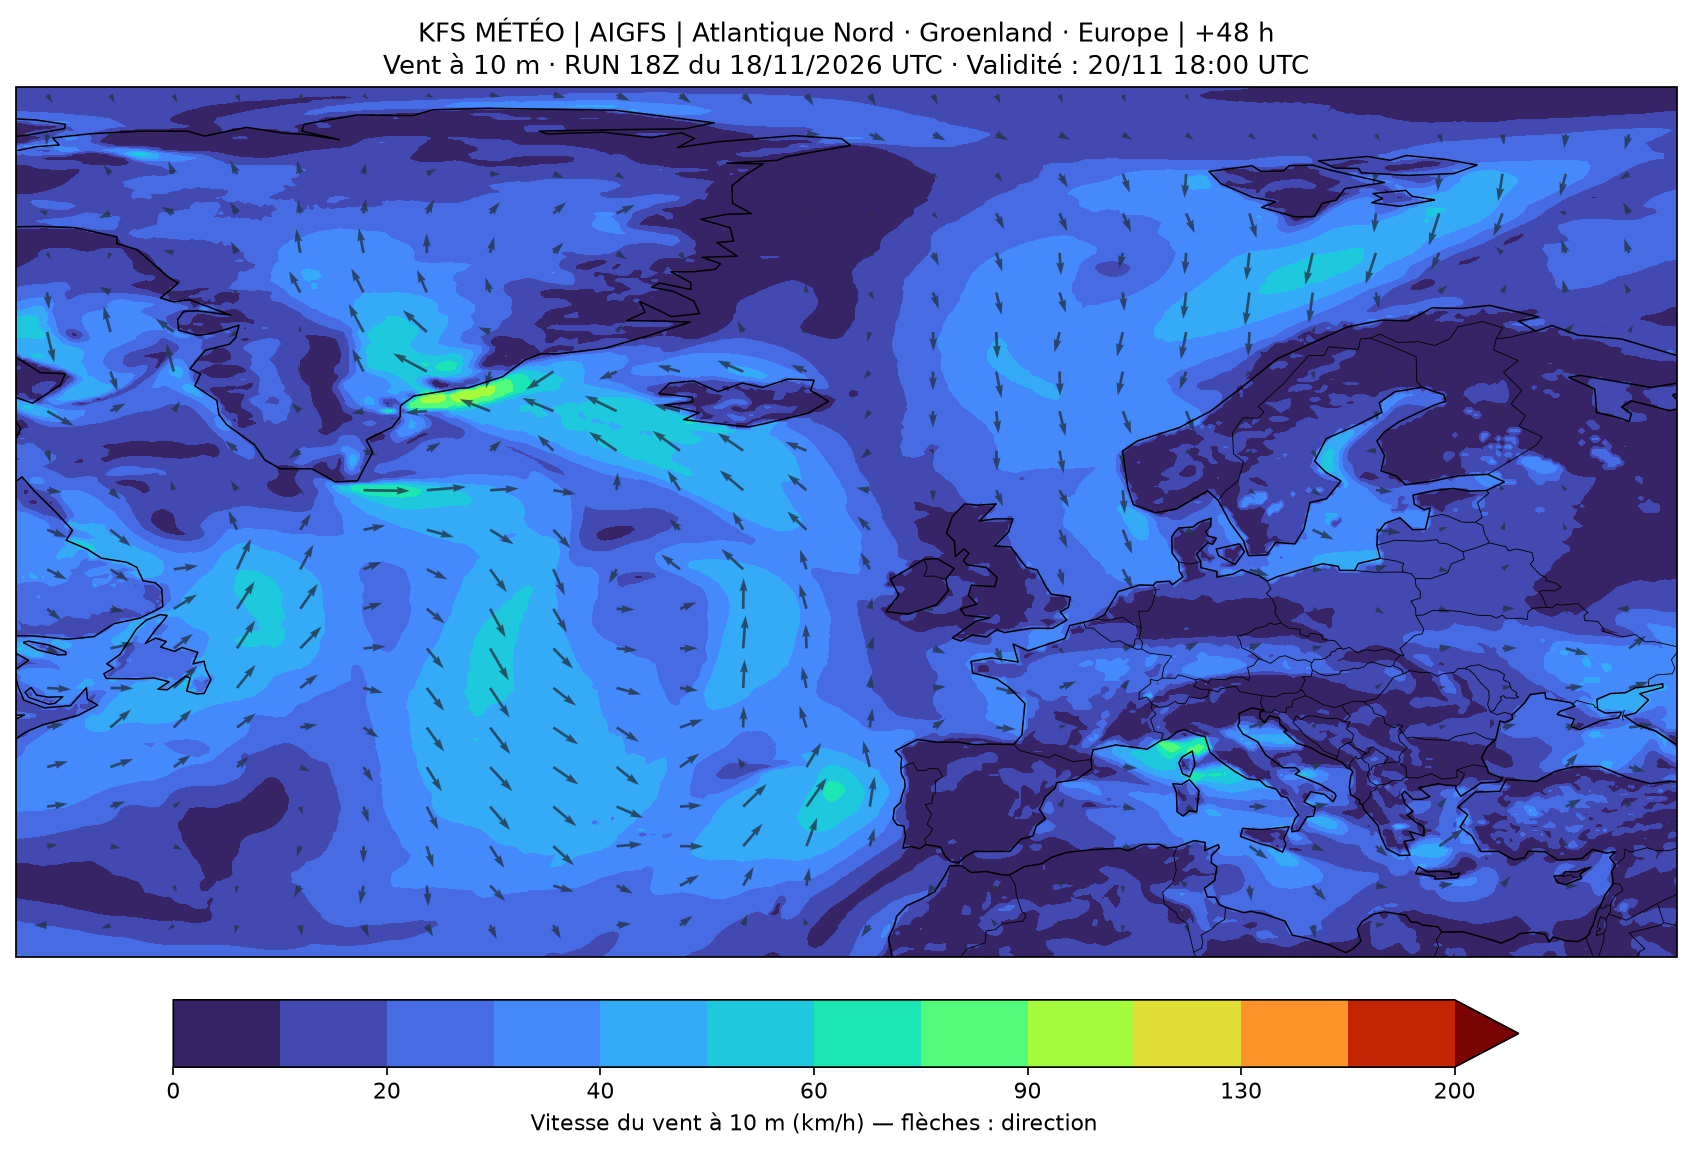 KFS MÉTÉO | AIGFS | Atlantique Nord · Groenland · Europe | +48 h
Vent à 10 m · RUN 18Z du 18/11/2026 UTC · Validité : 20/11 18:00 UTC
0 20 40 60 90 130 200
Vitesse du vent à 10 m (km/h) — flèches : direction